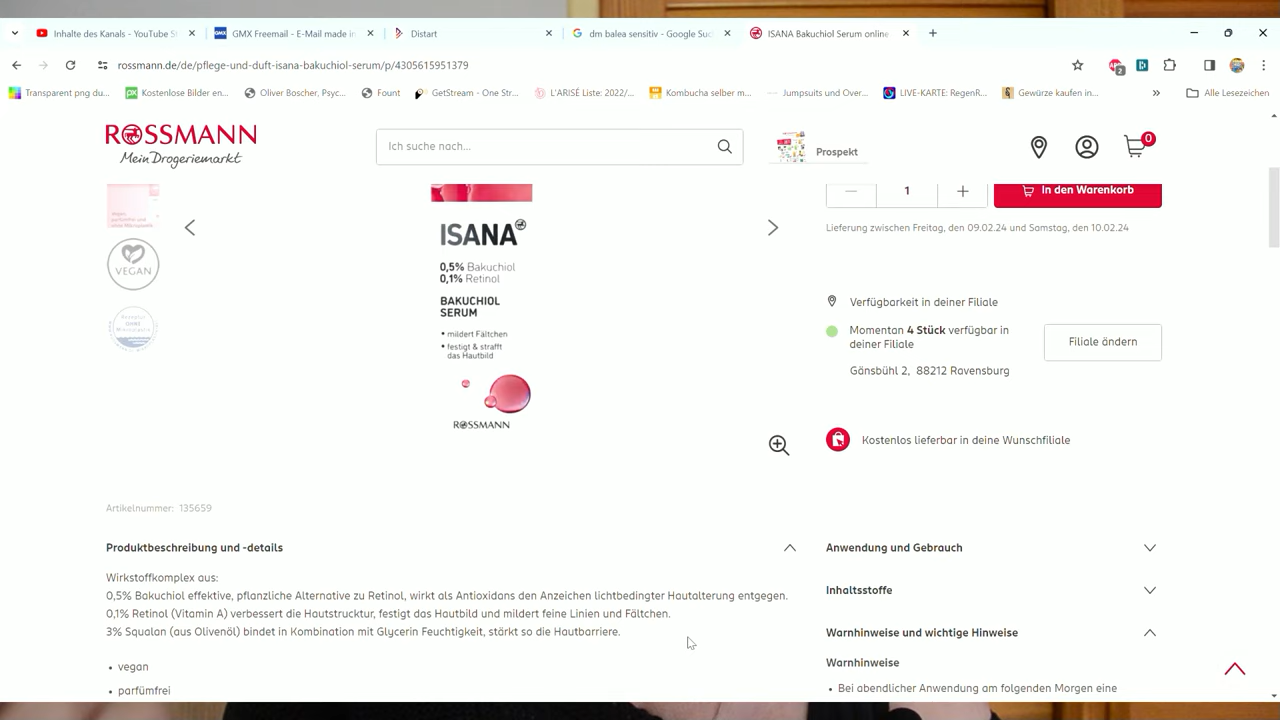 Inhalte des Kanals - YouTube S
GMX Freemail - E-Mail made in
Distart
dm balea sensitiv - Google Suc
ISANA Bakuchiol Serum online
rossmann.de/de/pflege-und-duft-isana-bakuchiol-serum/p/4305615951379
2
Transparent png du...
Kostenlose Bilder en...
Oliver Boscher, Psyc...
Fount
GetStream - One Str...
L'ARISÉ Liste: 2022/...
Kombucha selber m...
Jumpsuits und Over...
LIVE-KARTE: RegenR...
Gewürze kaufen in...
»
Alle Lesezeichen
ROSSMANN
Mein Drogeriemarkt
Ich suche nach...
Prospekt
0
1
In den Warenkorb
Lieferung zwischen Freitag, den 09.02.24 und Samstag, den 10.02.24
VEGAN
ISANA
0,5% Bakuchiol
0,1% Retinol
BAKUCHIOL
SERUM
• mildert Fältchen
• festigt & strafft
das Hautbild
ROSSMANN
Verfügbarkeit in deiner Filiale
Momentan 4 Stück verfügbar in
deiner Filiale
Filiale ändern
Gänsbühl 2, 88212 Ravensburg
Kostenlos lieferbar in deine Wunschfiliale
Artikelnummer: 135659
Produktbeschreibung und -details
Wirkstoffkomplex aus:
0,5% Bakuchiol effektive, pflanzliche Alternative zu Retinol, wirkt als Antioxidans den Anzeichen lichtbedingter Hautalterung entgegen.
0,1% Retinol (Vitamin A) verbessert die Hautstruktur, festigt das Hautbild und mildert feine Linien und Fältchen.
3% Squalan (aus Olivenöl) bindet in Kombination mit Glycerin Feuchtigkeit, stärkt so die Hautbarriere.
• vegan
• parfümfrei
Anwendung und Gebrauch
Inhaltsstoffe
Warnhinweise und wichtige Hinweise
Warnhinweise
• Bei abendlicher Anwendung am folgenden Morgen eine